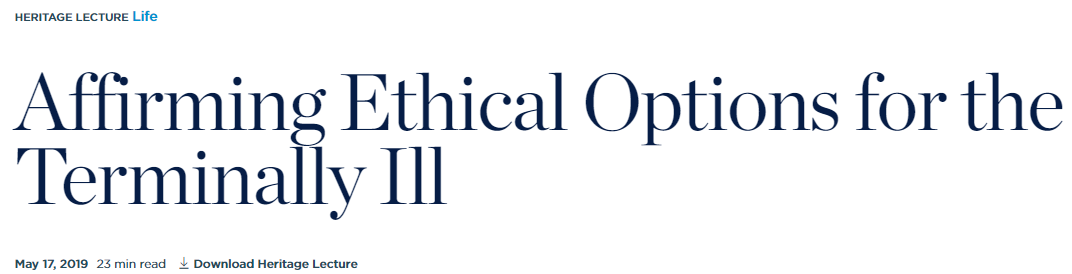 HERITAGE LECTURE Life
Affirming Ethical Options for the
Terminally Ill
May 17, 2019 23 min read Download Heritage Lecture